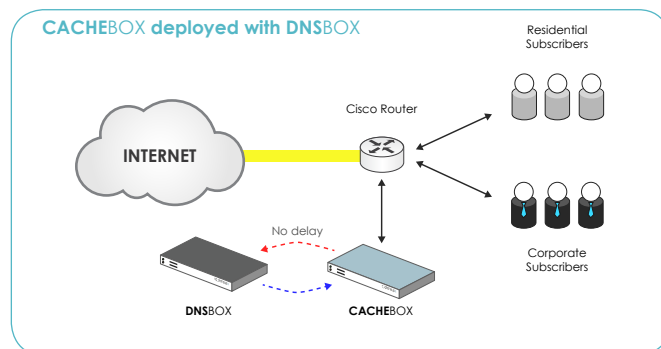 CACHEBOX deployed with DNSBOX
Residential
Subscribers
Cisco Router
INTERNET
No delay
DNSBOX
CACHEBOX
Corporate
Subscribers